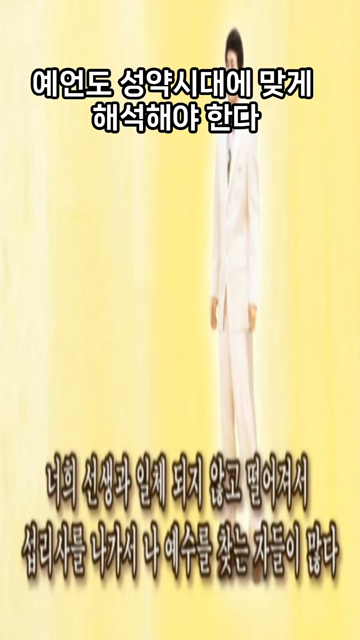 예언도 성약시대에 맞게
해석해야 한다
너희 선생과 일체 되지 않고 떨어져서
섭리사를 나가서 나 예수를 찾는 자들이 많다